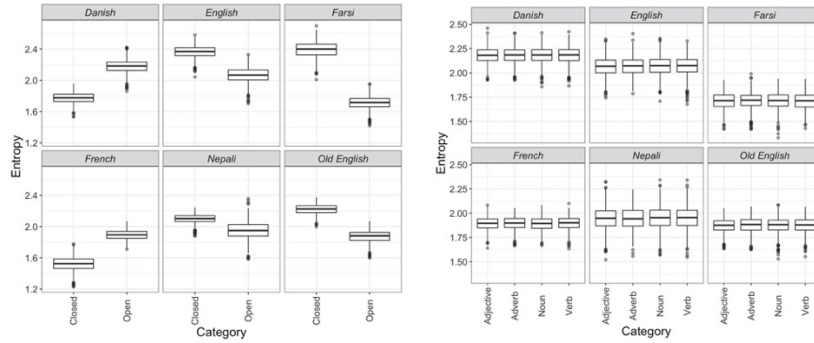 Danish English Farsi
2.4
2.0
1.6
1.2
French Nepali Old English
2.4
2.0
1.6
1.2
Entropy
Closed Open Closed Open Closed Open
Category
Danish English Farsi
2.50
2.25
2.00
1.75
1.50
French Nepali Old English
2.50
2.25
2.00
1.75
1.50
Entropy
Adjective Adverb Noun Verb Adjective Adverb Noun Verb Adjective Adverb Noun Verb
Category